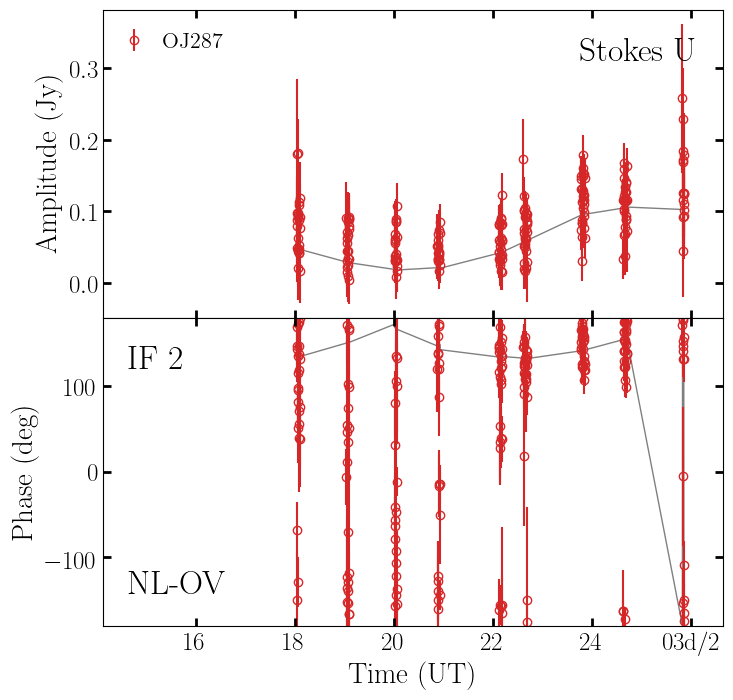 OJ287
Stokes U
Amplitude (Jy)
0.3
0.2
0.1
0.0
IF 2
NL-OV
Phase (deg)
100
0
−100
16 18 20 22 24 03d/2
Time (UT)